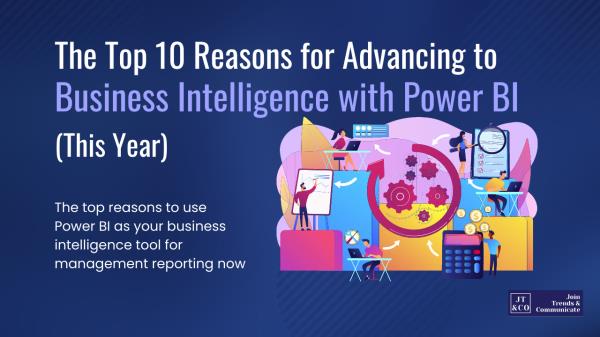 The Top 10 Reasons for Advancing to
Business Intelligence with Power BI
(This Year)
The top reasons to use
Power BI as your business
intelligence tool for
management reporting now
JT
&CO
Join
Trends &
Communicate